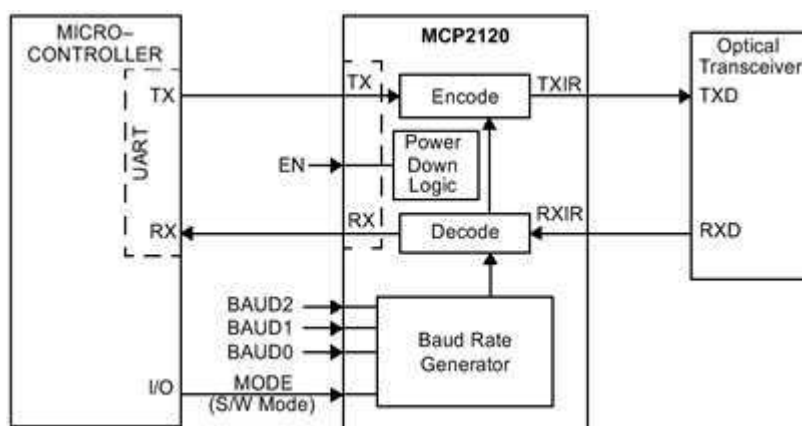 MICRO–
CONTROLLER
MCP2120
Optical
Transceiver
TX
TX
Encode
TXIR
TXD
UART
EN
Power
Down
Logic
RX
RX
Decode
RXIR
RXD
BAUD2
BAUD1
BAUD0
Baud Rate
Generator
I/O
MODE
(S/W Mode)